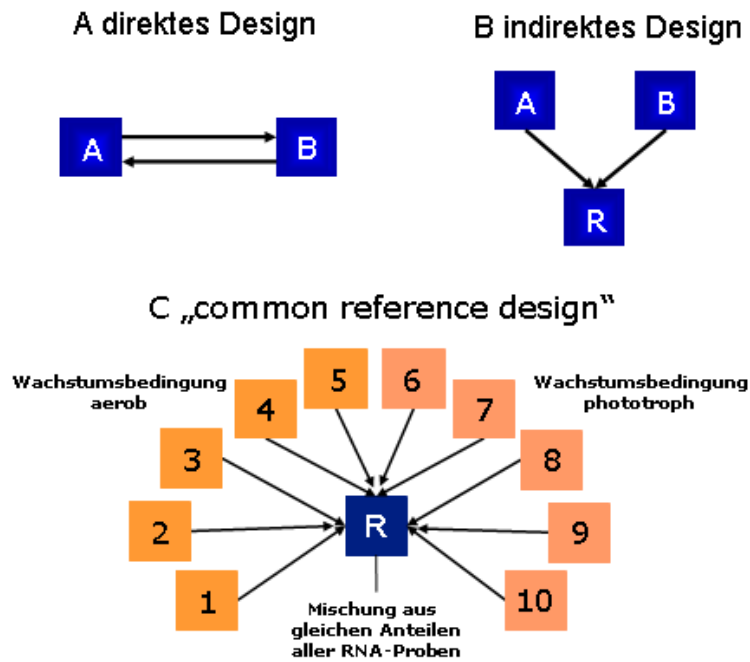 A direktes Design
B indirektes Design
A
B
A
B
R
C „common reference design“
Wachstumsbedingung
aerob
Wachstumsbedingung
phototroph
5
6
4
7
3
8
2
R
9
1
10
Mischung aus
gleichen Anteilen
aller RNA-Proben